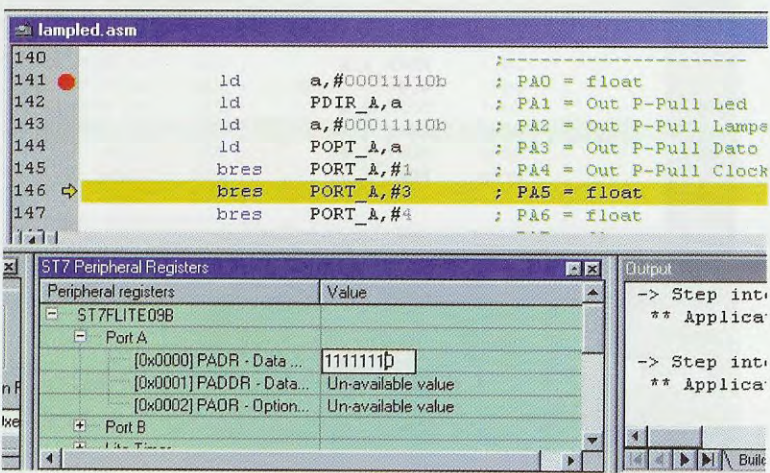 lampled.asm
140 ;-----------------------
141 ld a,#00011110b ; PA0 = float
142 ld PDIR_A,a ; PA1 = Out P-Pull Led
143 ld a,#00011110b ; PA2 = Out P-Pull Lamps
144 ld POPT_A,a ; PA3 = Out P-Pull Dato
145 bres PORT_A,#1 ; PA4 = Out P-Pull Clock
146 bres PORT_A,#3 ; PA5 = float
147 bres PORT_A,#4 ; PA6 = float
ST7 Peripheral Registers
Peripheral registers Value
ST7FLITE09B
Port A
[0x0000] PADR - Data ... 11111110
[0x0001] PADDR - Data... Un-available value
[0x0002] PAOR - Option... Un-available value
Port B
Output
-> Step inte
** Applica
-> Step inte
** Applica
Build